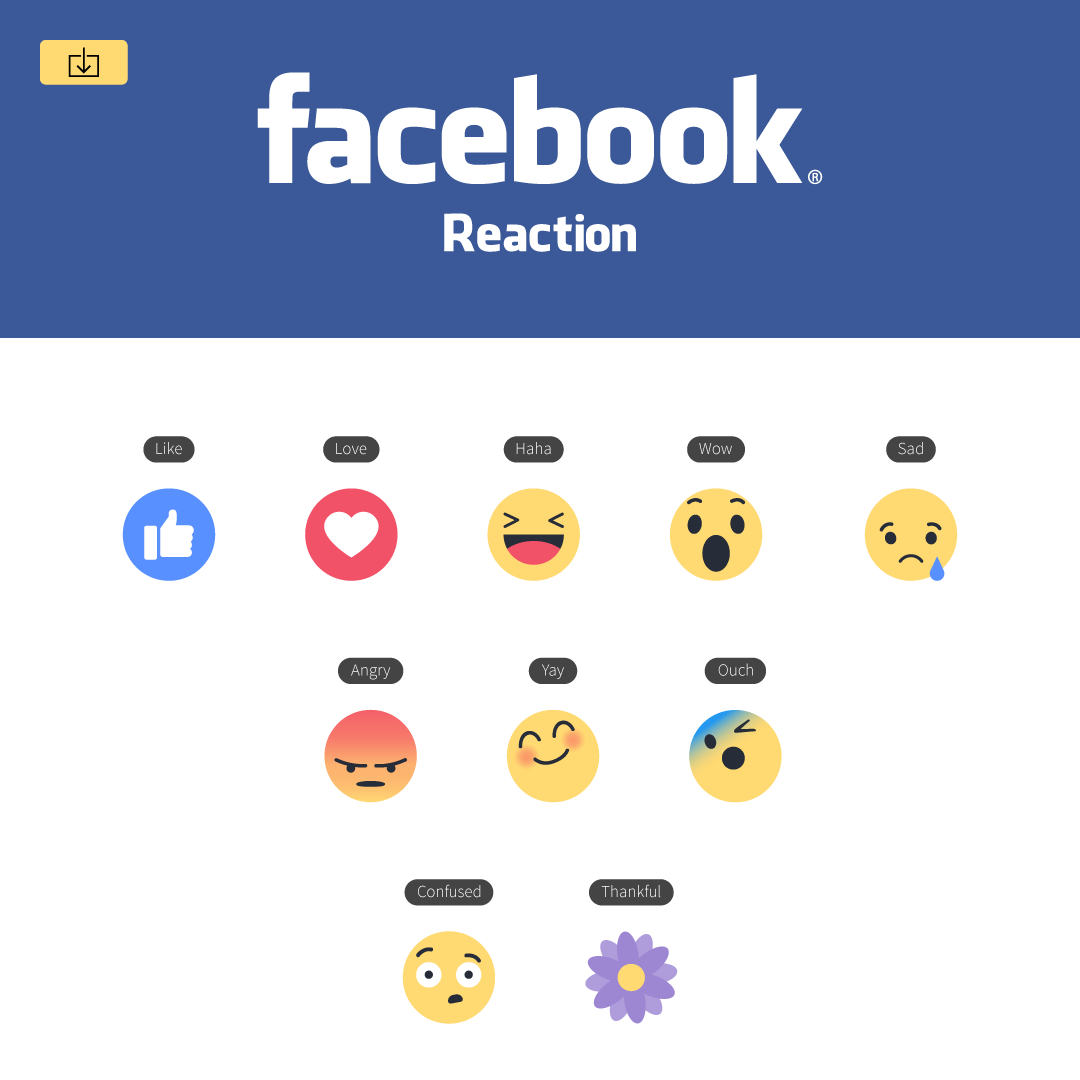 facebook®
Reaction
Like
Love
Haha
Wow
Sad
Angry
Yay
Ouch
Confused
Thankful